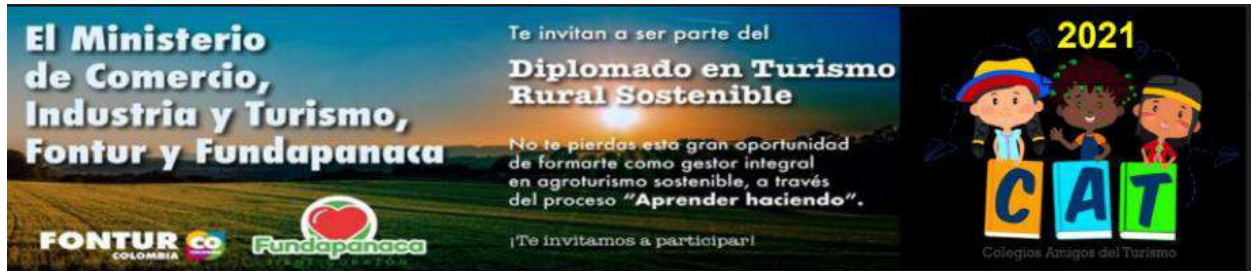 El Ministerio
de Comercio,
Industria y Turismo,
Fontur y Fundapanaca
FONTUR CO
COLOMBIA
Fundapanaca
Te invitan a ser parte del
Diplomado en Turismo
Rural Sostenible
No te pierdas esta gran oportunidad
de formarte como gestor integral
en agroturismo sostenible, a través
del proceso "Aprender haciendo".
¡Te invitamos a participar!
2021
CAT
Colegios Amigos del Turismo